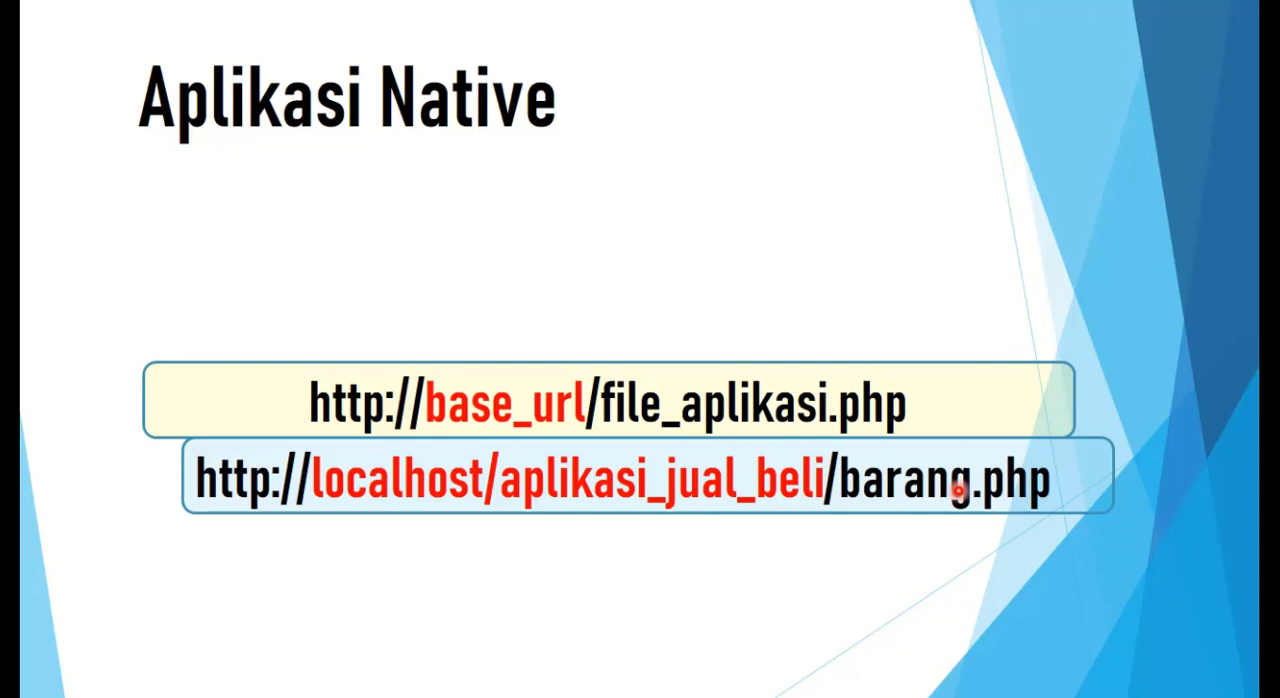 Aplikasi Native
http://base_url/file_aplikasi.php
http://localhost/aplikasi_jual_beli/barang.php